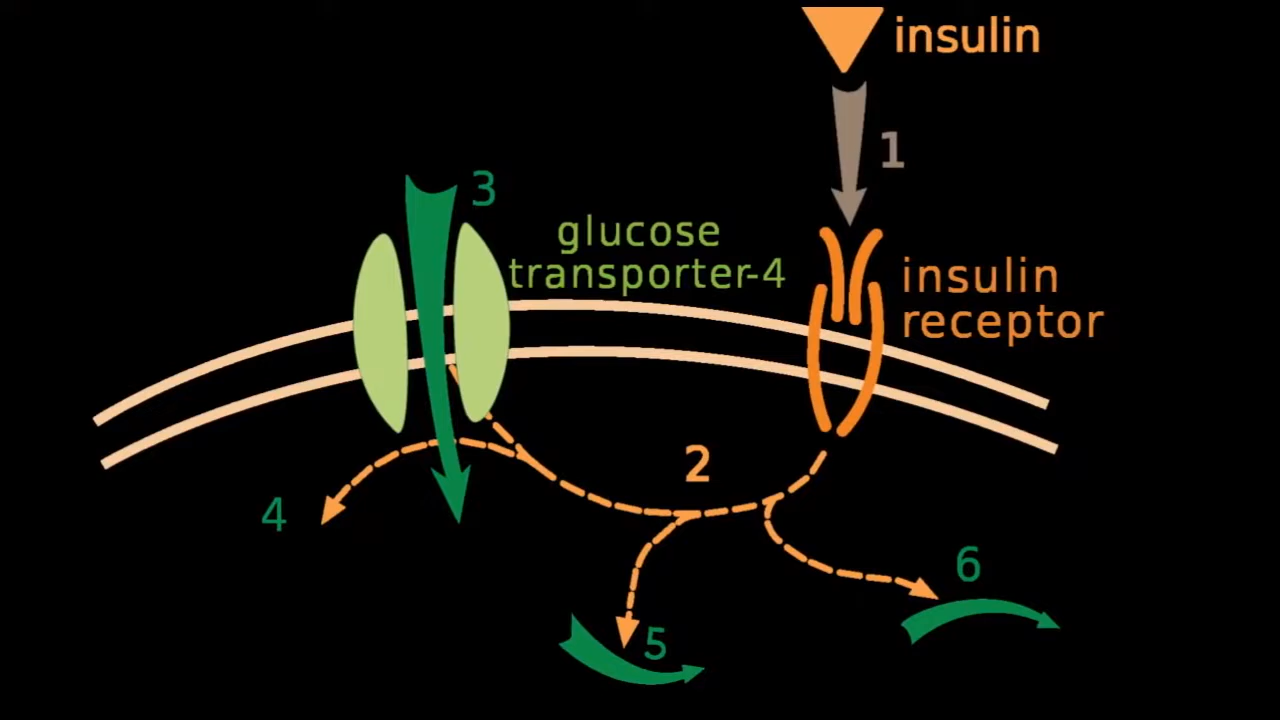 insulin
1
3
glucose
transporter-4
insulin
receptor
2
4
6
5